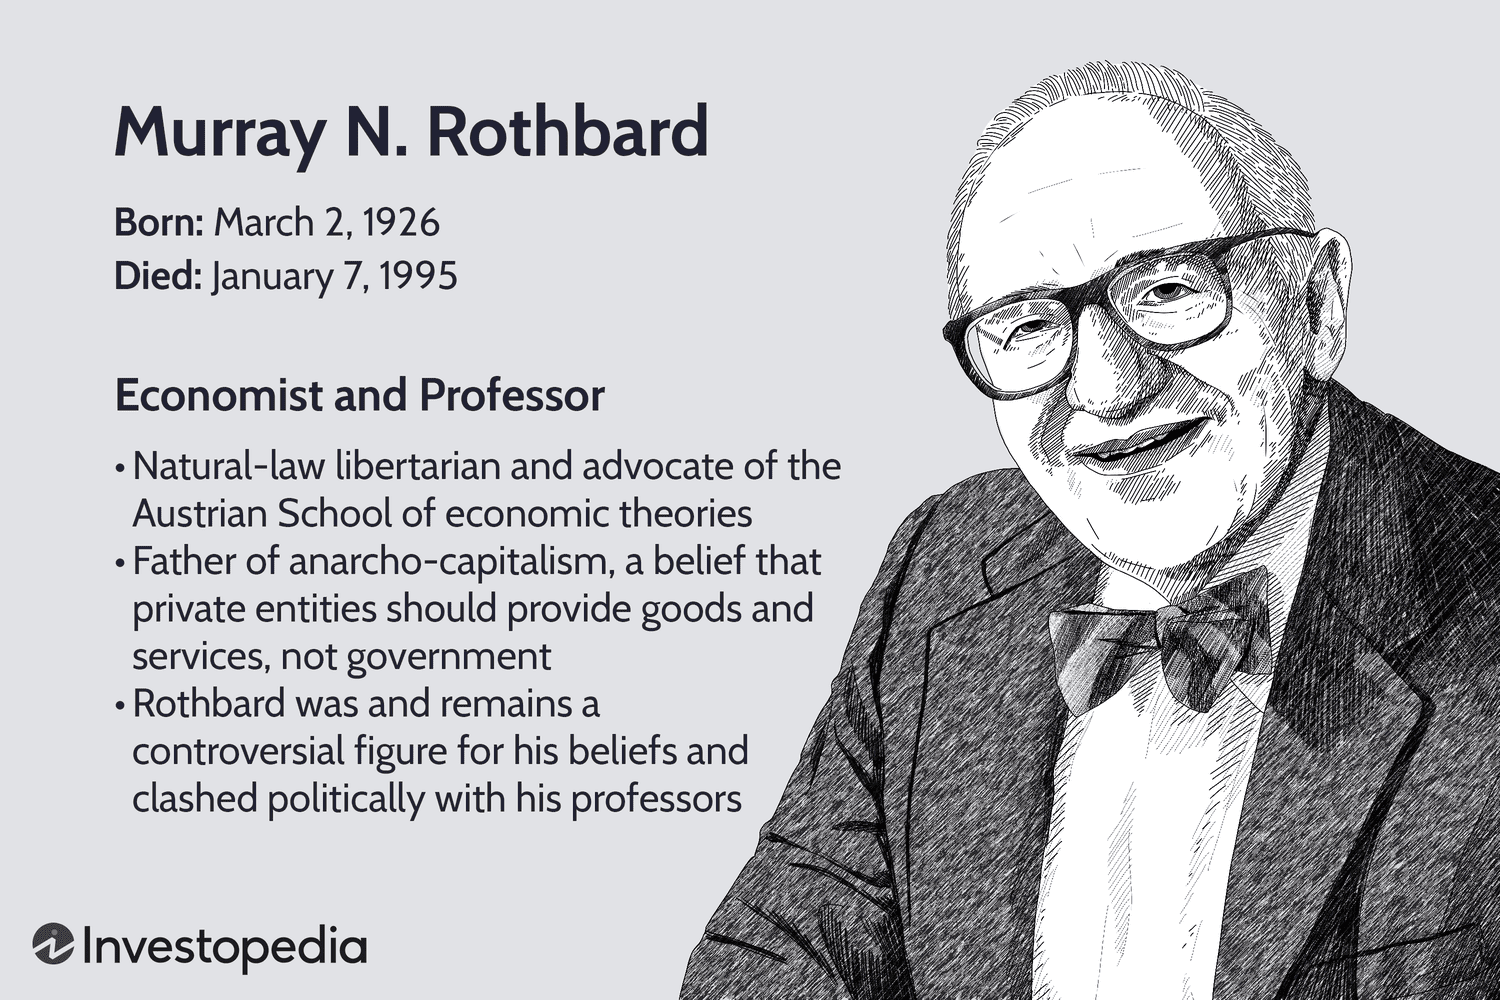 Murray N. Rothbard
Born: March 2, 1926
Died: January 7, 1995
Economist and Professor
• Natural-law libertarian and advocate of the
Austrian School of economic theories
• Father of anarcho-capitalism, a belief that
private entities should provide goods and
services, not government
• Rothbard was and remains a
controversial figure for his beliefs and
clashed politically with his professors
Investopedia